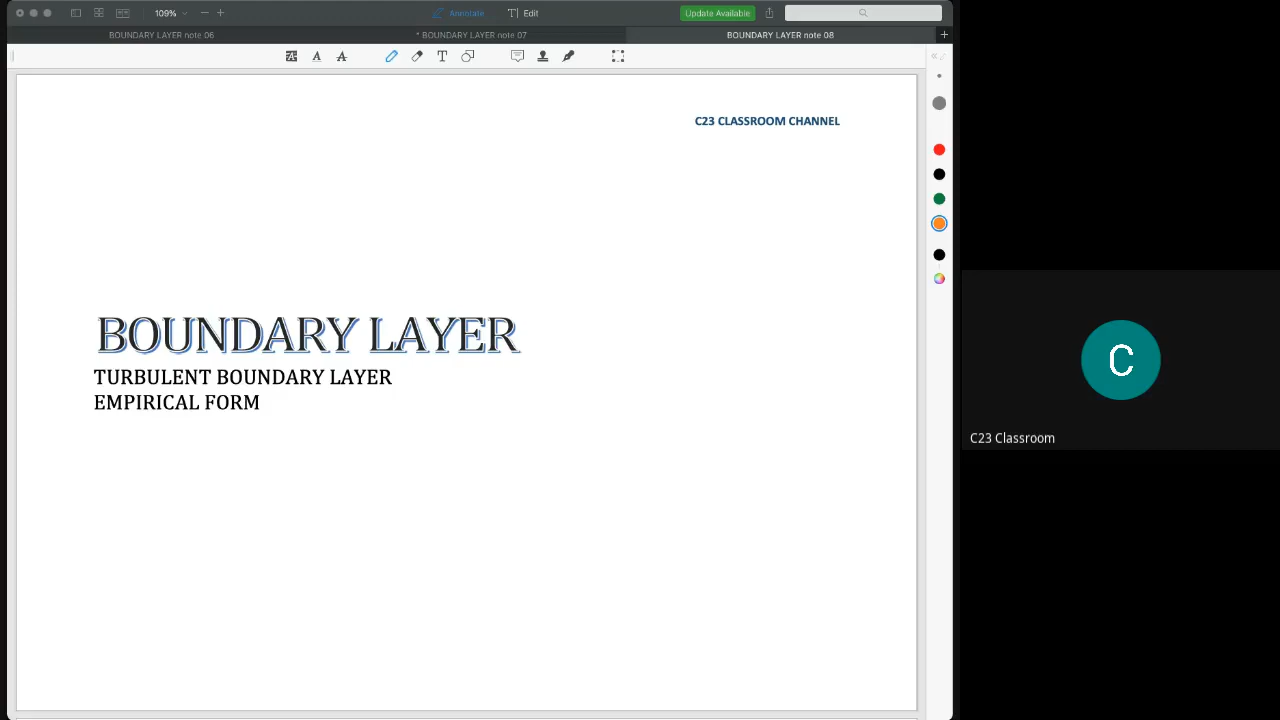 109%
Annotate
T Edit
Update Available
BOUNDARY LAYER note 06
* BOUNDARY LAYER note 07
BOUNDARY LAYER note 08
C23 CLASSROOM CHANNEL
BOUNDARY LAYER
TURBULENT BOUNDARY LAYER
EMPIRICAL FORM
C
C23 Classroom